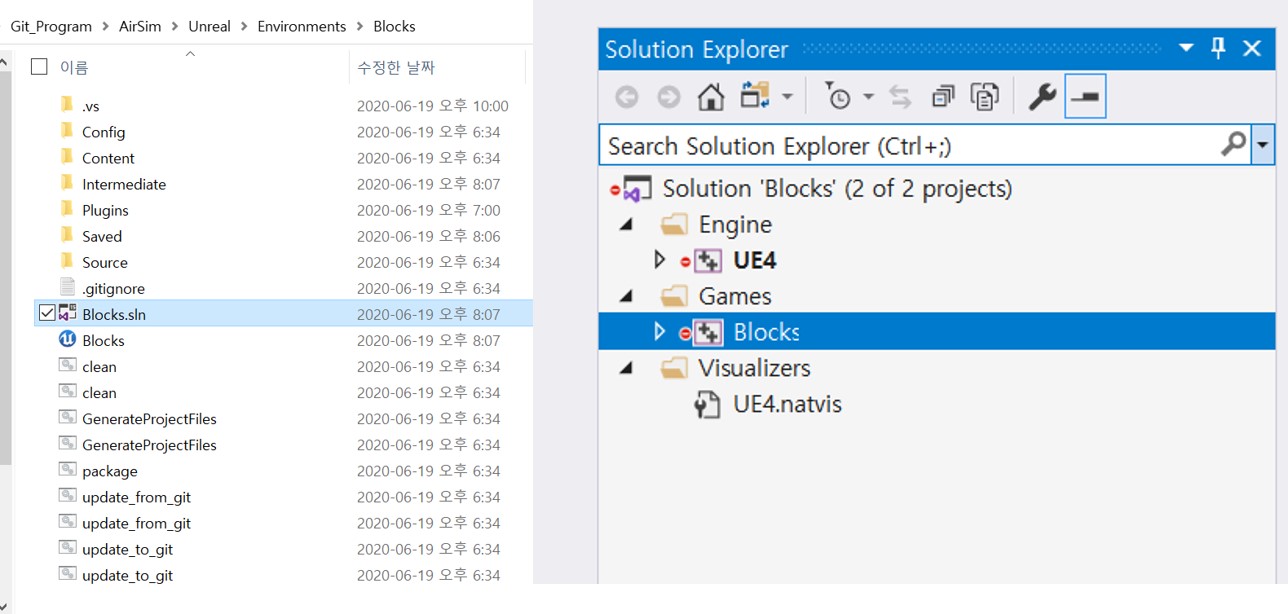 Git_Program > AirSim > Unreal > Environments > Blocks
이름 수정한 날짜
.vs 2020-06-19 오후 10:00
Config 2020-06-19 오후 6:34
Content 2020-06-19 오후 6:34
Intermediate 2020-06-19 오후 8:07
Plugins 2020-06-19 오후 7:00
Saved 2020-06-19 오후 8:06
Source 2020-06-19 오후 6:34
.gitignore 2020-06-19 오후 6:34
Blocks.sln 2020-06-19 오후 8:07
Blocks 2020-06-19 오후 8:07
clean 2020-06-19 오후 6:34
clean 2020-06-19 오후 6:34
GenerateProjectFiles 2020-06-19 오후 6:34
GenerateProjectFiles 2020-06-19 오후 6:34
package 2020-06-19 오후 6:34
update_from_git 2020-06-19 오후 6:34
update_from_git 2020-06-19 오후 6:34
update_to_git 2020-06-19 오후 6:34
update_to_git 2020-06-19 오후 6:34
Solution Explorer
Search Solution Explorer (Ctrl+;)
Solution 'Blocks' (2 of 2 projects)
Engine
UE4
Games
Blocks
Visualizers
UE4.natvis